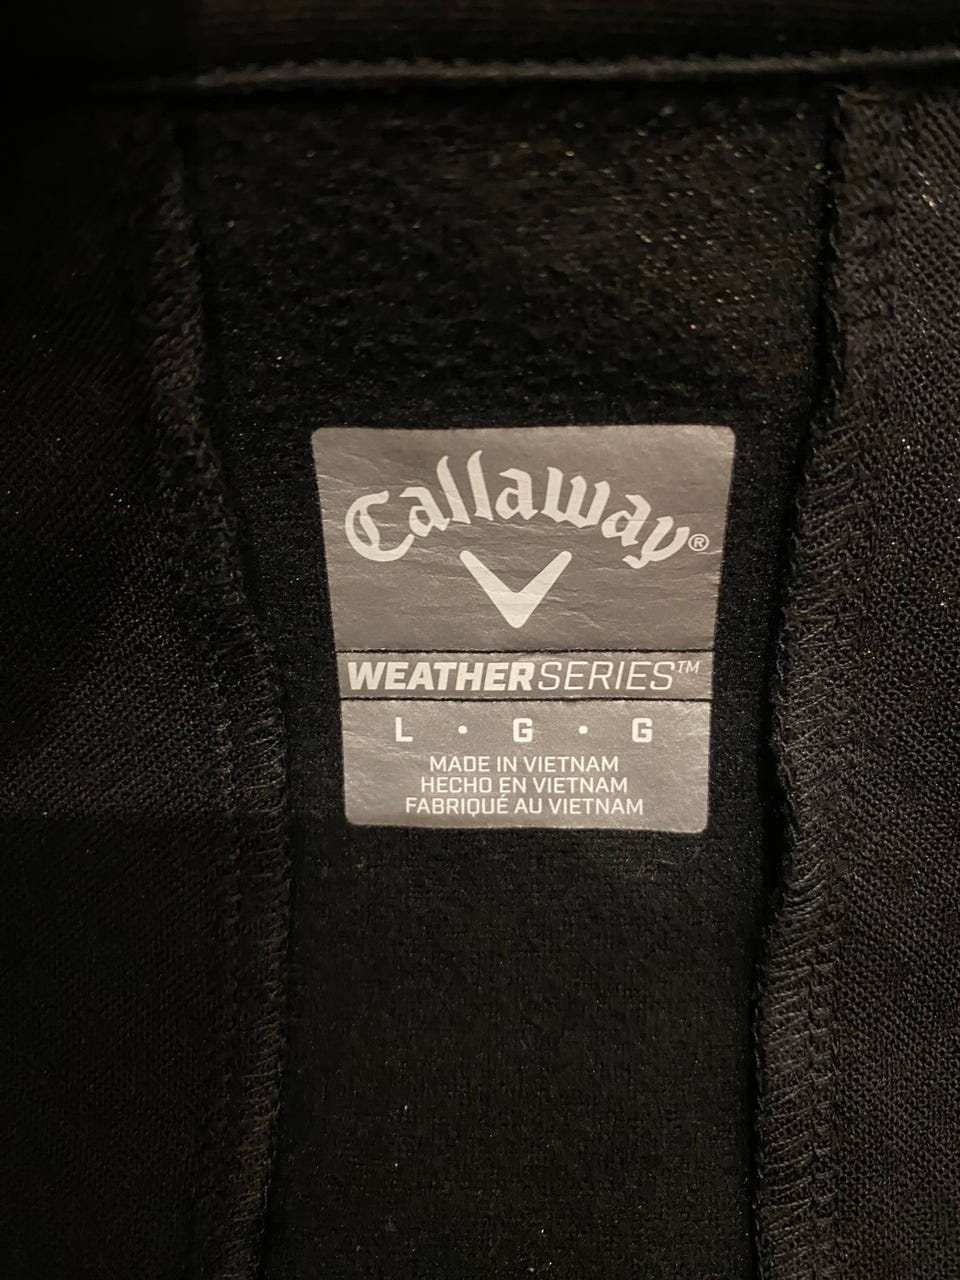 Callaway®
WEATHERSERIES™
L · G · G
MADE IN VIETNAM
HECHO EN VIETNAM
FABRIQUÉ AU VIETNAM